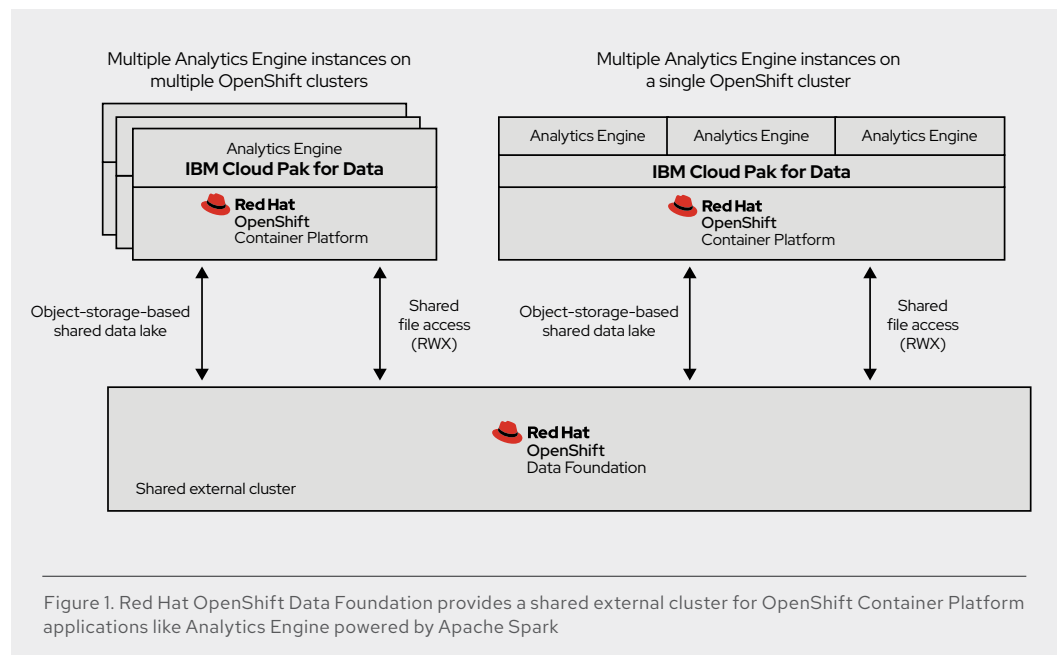 Multiple Analytics Engine instances on
multiple OpenShift clusters
Analytics Engine
IBM Cloud Pak for Data
Red Hat
OpenShift
Container Platform
Object-storage-based
shared data lake
Shared
file access
(RWX)
Multiple Analytics Engine instances on
a single OpenShift cluster
Analytics Engine
Analytics Engine
Analytics Engine
IBM Cloud Pak for Data
Red Hat
OpenShift
Container Platform
Object-storage-based
shared data lake
Shared
file access
(RWX)
Red Hat
OpenShift
Data Foundation
Shared external cluster
Figure 1. Red Hat OpenShift Data Foundation provides a shared external cluster for OpenShift Container Platform
applications like Analytics Engine powered by Apache Spark